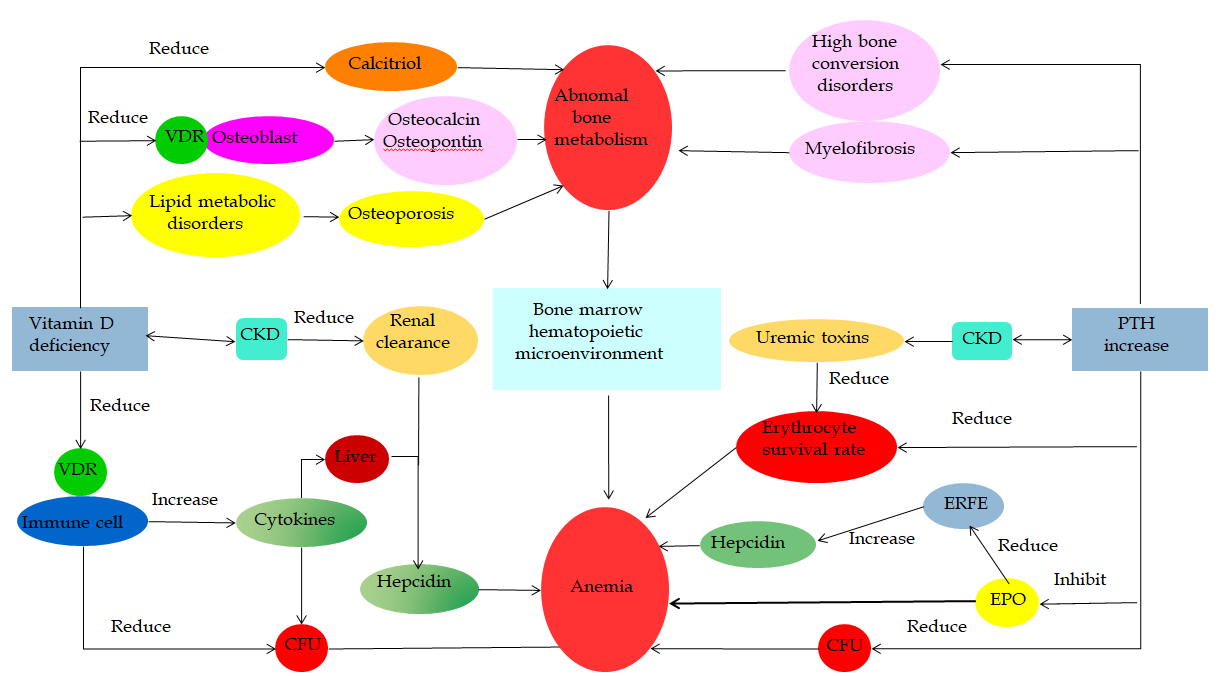 Reduce
Calcitriol
High bone
conversion
disorders
Abnomal
bone
metabolism
Reduce
VDR
Osteoblast
Osteocalcin
Osteopontin
Myelofibrosis
Lipid metabolic
disorders
Osteoporosis
Vitamin D
deficiency
CKD
Reduce
Renal
clearance
Bone marrow
hematopoietic
microenvironment
Uremic toxins
CKD
PTH
increase
Reduce
Reduce
Reduce
Erythrocyte
survival rate
VDR
Immune cell
Increase
Cytokines
Liver
Hepcidin
Anemia
Hepcidin
Increase
ERFE
Reduce
EPO
Inhibit
Reduce
CFU
CFU
Reduce